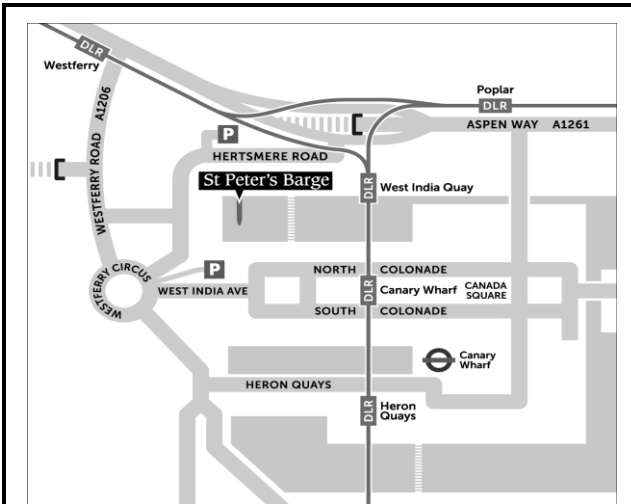 DLR
Westferry
WESTFERRY ROAD A1206
P
HERTSMERE ROAD
St Peter's Barge
Poplar
DLR
ASPEN WAY A1261
DLR
West India Quay
WESTFERRY CIRCUS
P
WEST INDIA AVE
NORTH COLONADE
DLR
Canary Wharf
CANADA
SQUARE
SOUTH COLONADE
Canary
Wharf
HERON QUAYS
DLR
Heron
Quays